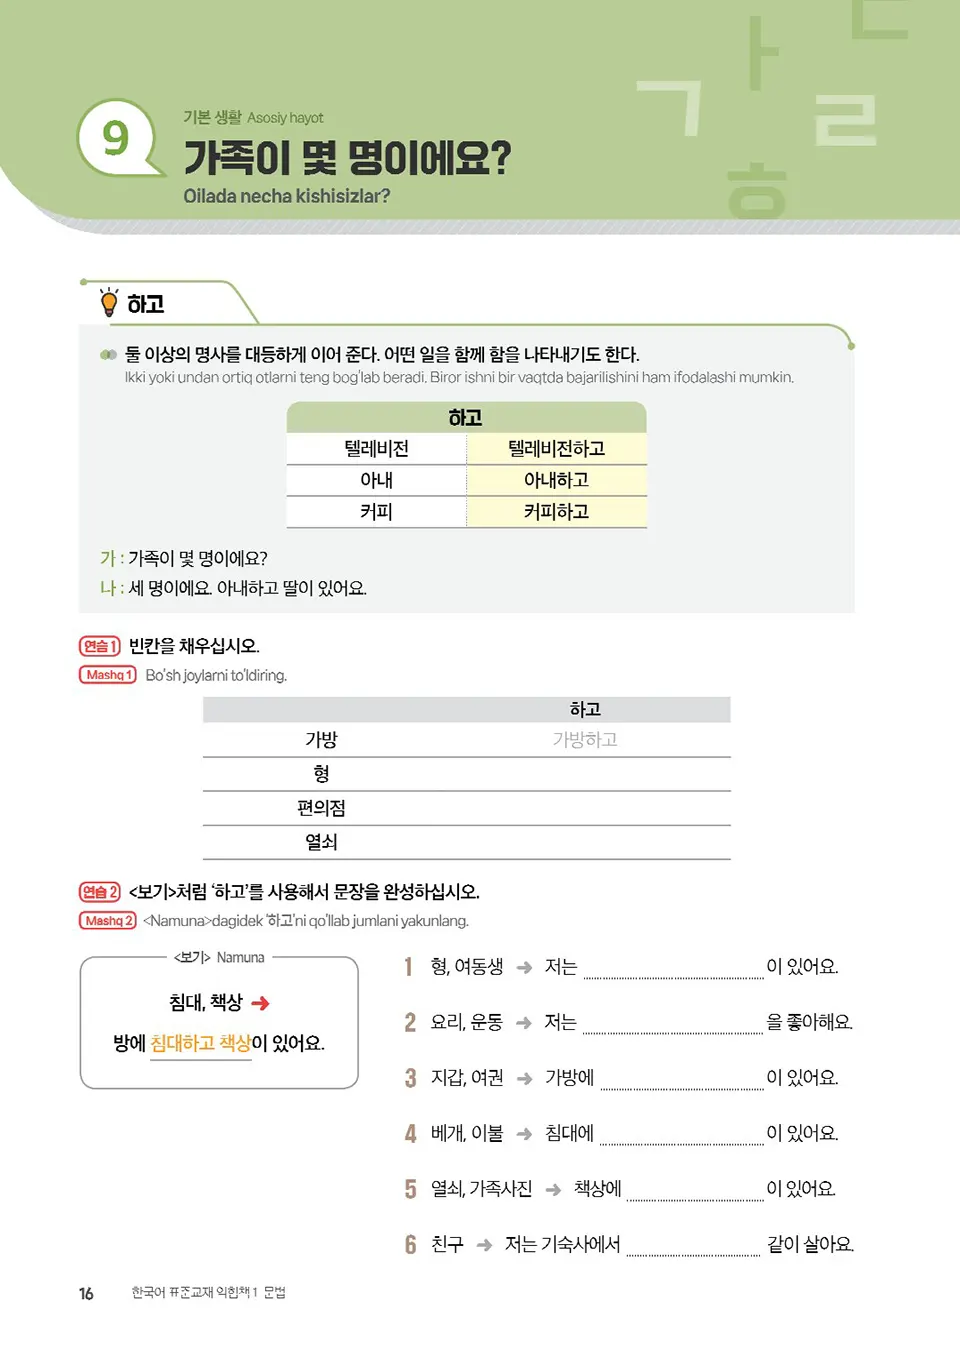 9
기본 생활 Asosiy hayot
가족이 몇 명이에요?
Oilada necha kishisizlar?
ㄱ ㅏ ㄹ ㄷ ㅎ
하고
둘 이상의 명사를 대등하게 이어 준다. 어떤 일을 함께 함을 나타내기도 한다.
Ikki yoki undan ortiq otlarni teng bog'lab beradi. Biror ishni bir vaqtda bajarilishini ham ifodalashi mumkin.
하고
텔레비전 텔레비전하고
아내 아내하고
커피 커피하고
가 : 가족이 몇 명이에요?
나 : 세 명이에요. 아내하고 딸이 있어요.
연습 1 빈칸을 채우십시오.
Mashq 1 Bo'sh joylarni to'ldiring.
하고
가방 가방하고
형
편의점
열쇠
연습 2 <보기>처럼 '하고'를 사용해서 문장을 완성하십시오.
Mashq 2 <Namuna>dagidek '하고'ni qo'llab jumlani yakunlang.
<보기> Namuna
침대, 책상 ➜
방에 침대하고 책상이 있어요.
1 형, 여동생 ➜ 저는 이 있어요.
2 요리, 운동 ➜ 저는 을 좋아해요.
3 지갑, 여권 ➜ 가방에 이 있어요.
4 베개, 이불 ➜ 침대에 이 있어요.
5 열쇠, 가족사진 ➜ 책상에 이 있어요.
6 친구 ➜ 저는 기숙사에서 같이 살아요.
16 한국어 표준교재 익힘책 1 문법